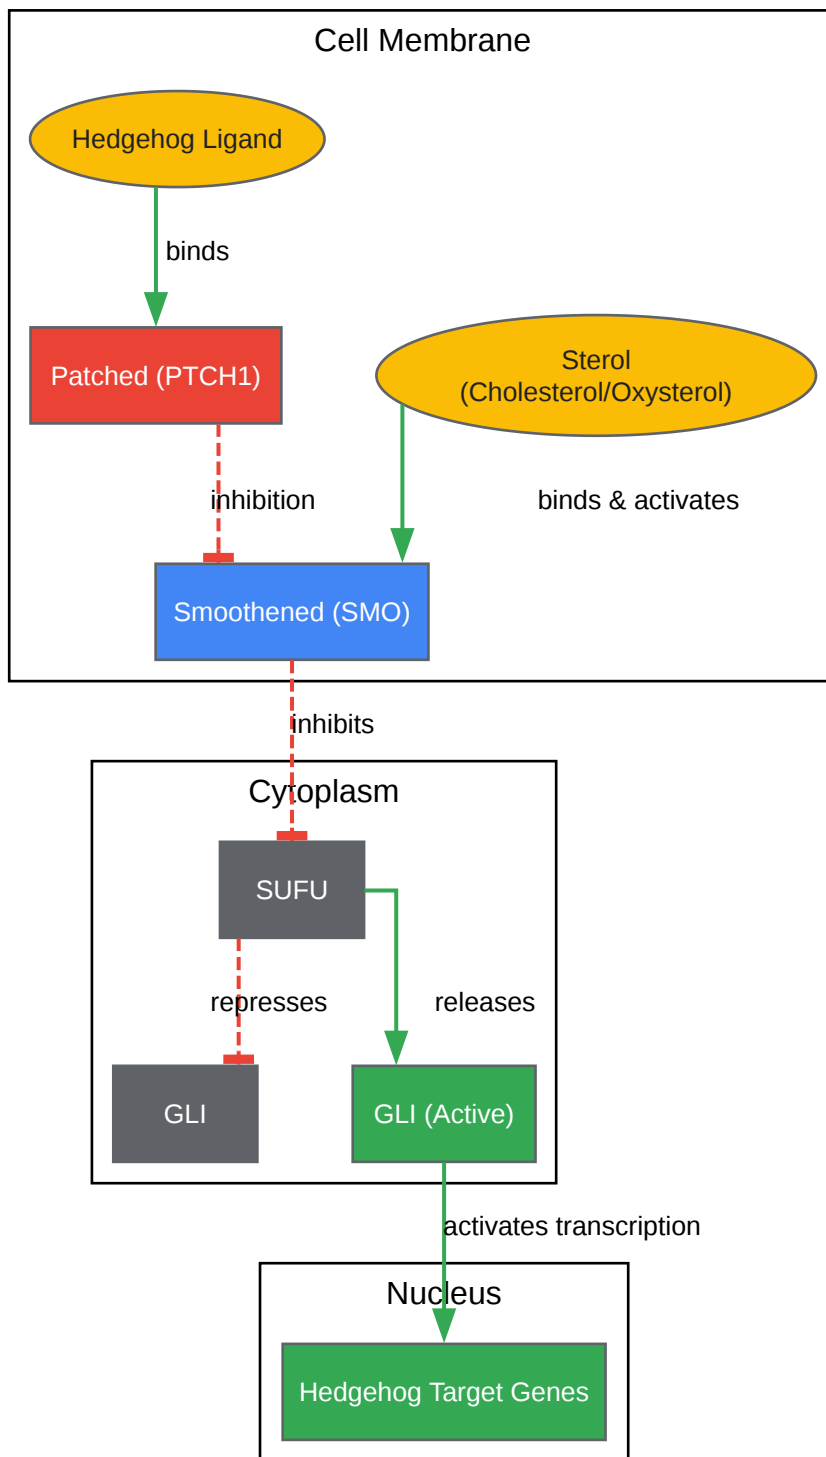 Cell Membrane
Hedgehog Ligand
binds
Patched (PTCH1)
Sterol
(Cholesterol/Oxysterol)
inhibition
binds & activates
Smoothened (SMO)
inhibits
Cytoplasm
SUFU
represses
releases
GLI
GLI (Active)
activates transcription
Nucleus
Hedgehog Target Genes